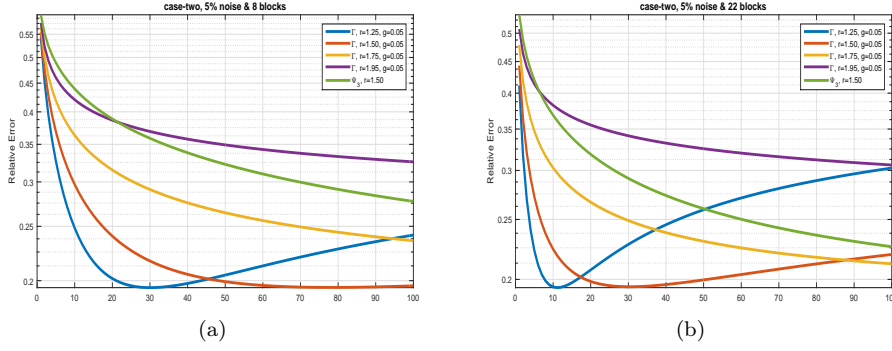 case-two, 5% noise & 8 blocks
Relative Error
0.55
0.5
0.45
0.4
0.35
0.3
0.25
0.2
0 10 20 30 40 50 60 70 80 90 100
Γ, r=1.25, g=0.05
Γ, r=1.50, g=0.05
Γ, r=1.75, g=0.05
Γ, r=1.95, g=0.05
Ψ3, r=1.50
(a)
case-two, 5% noise & 22 blocks
Relative Error
0.5
0.45
0.4
0.35
0.3
0.25
0.2
0 10 20 30 40 50 60 70 80 90 100
Γ, r=1.25, g=0.05
Γ, r=1.50, g=0.05
Γ, r=1.75, g=0.05
Γ, r=1.95, g=0.05
Ψ3, r=1.50
(b)